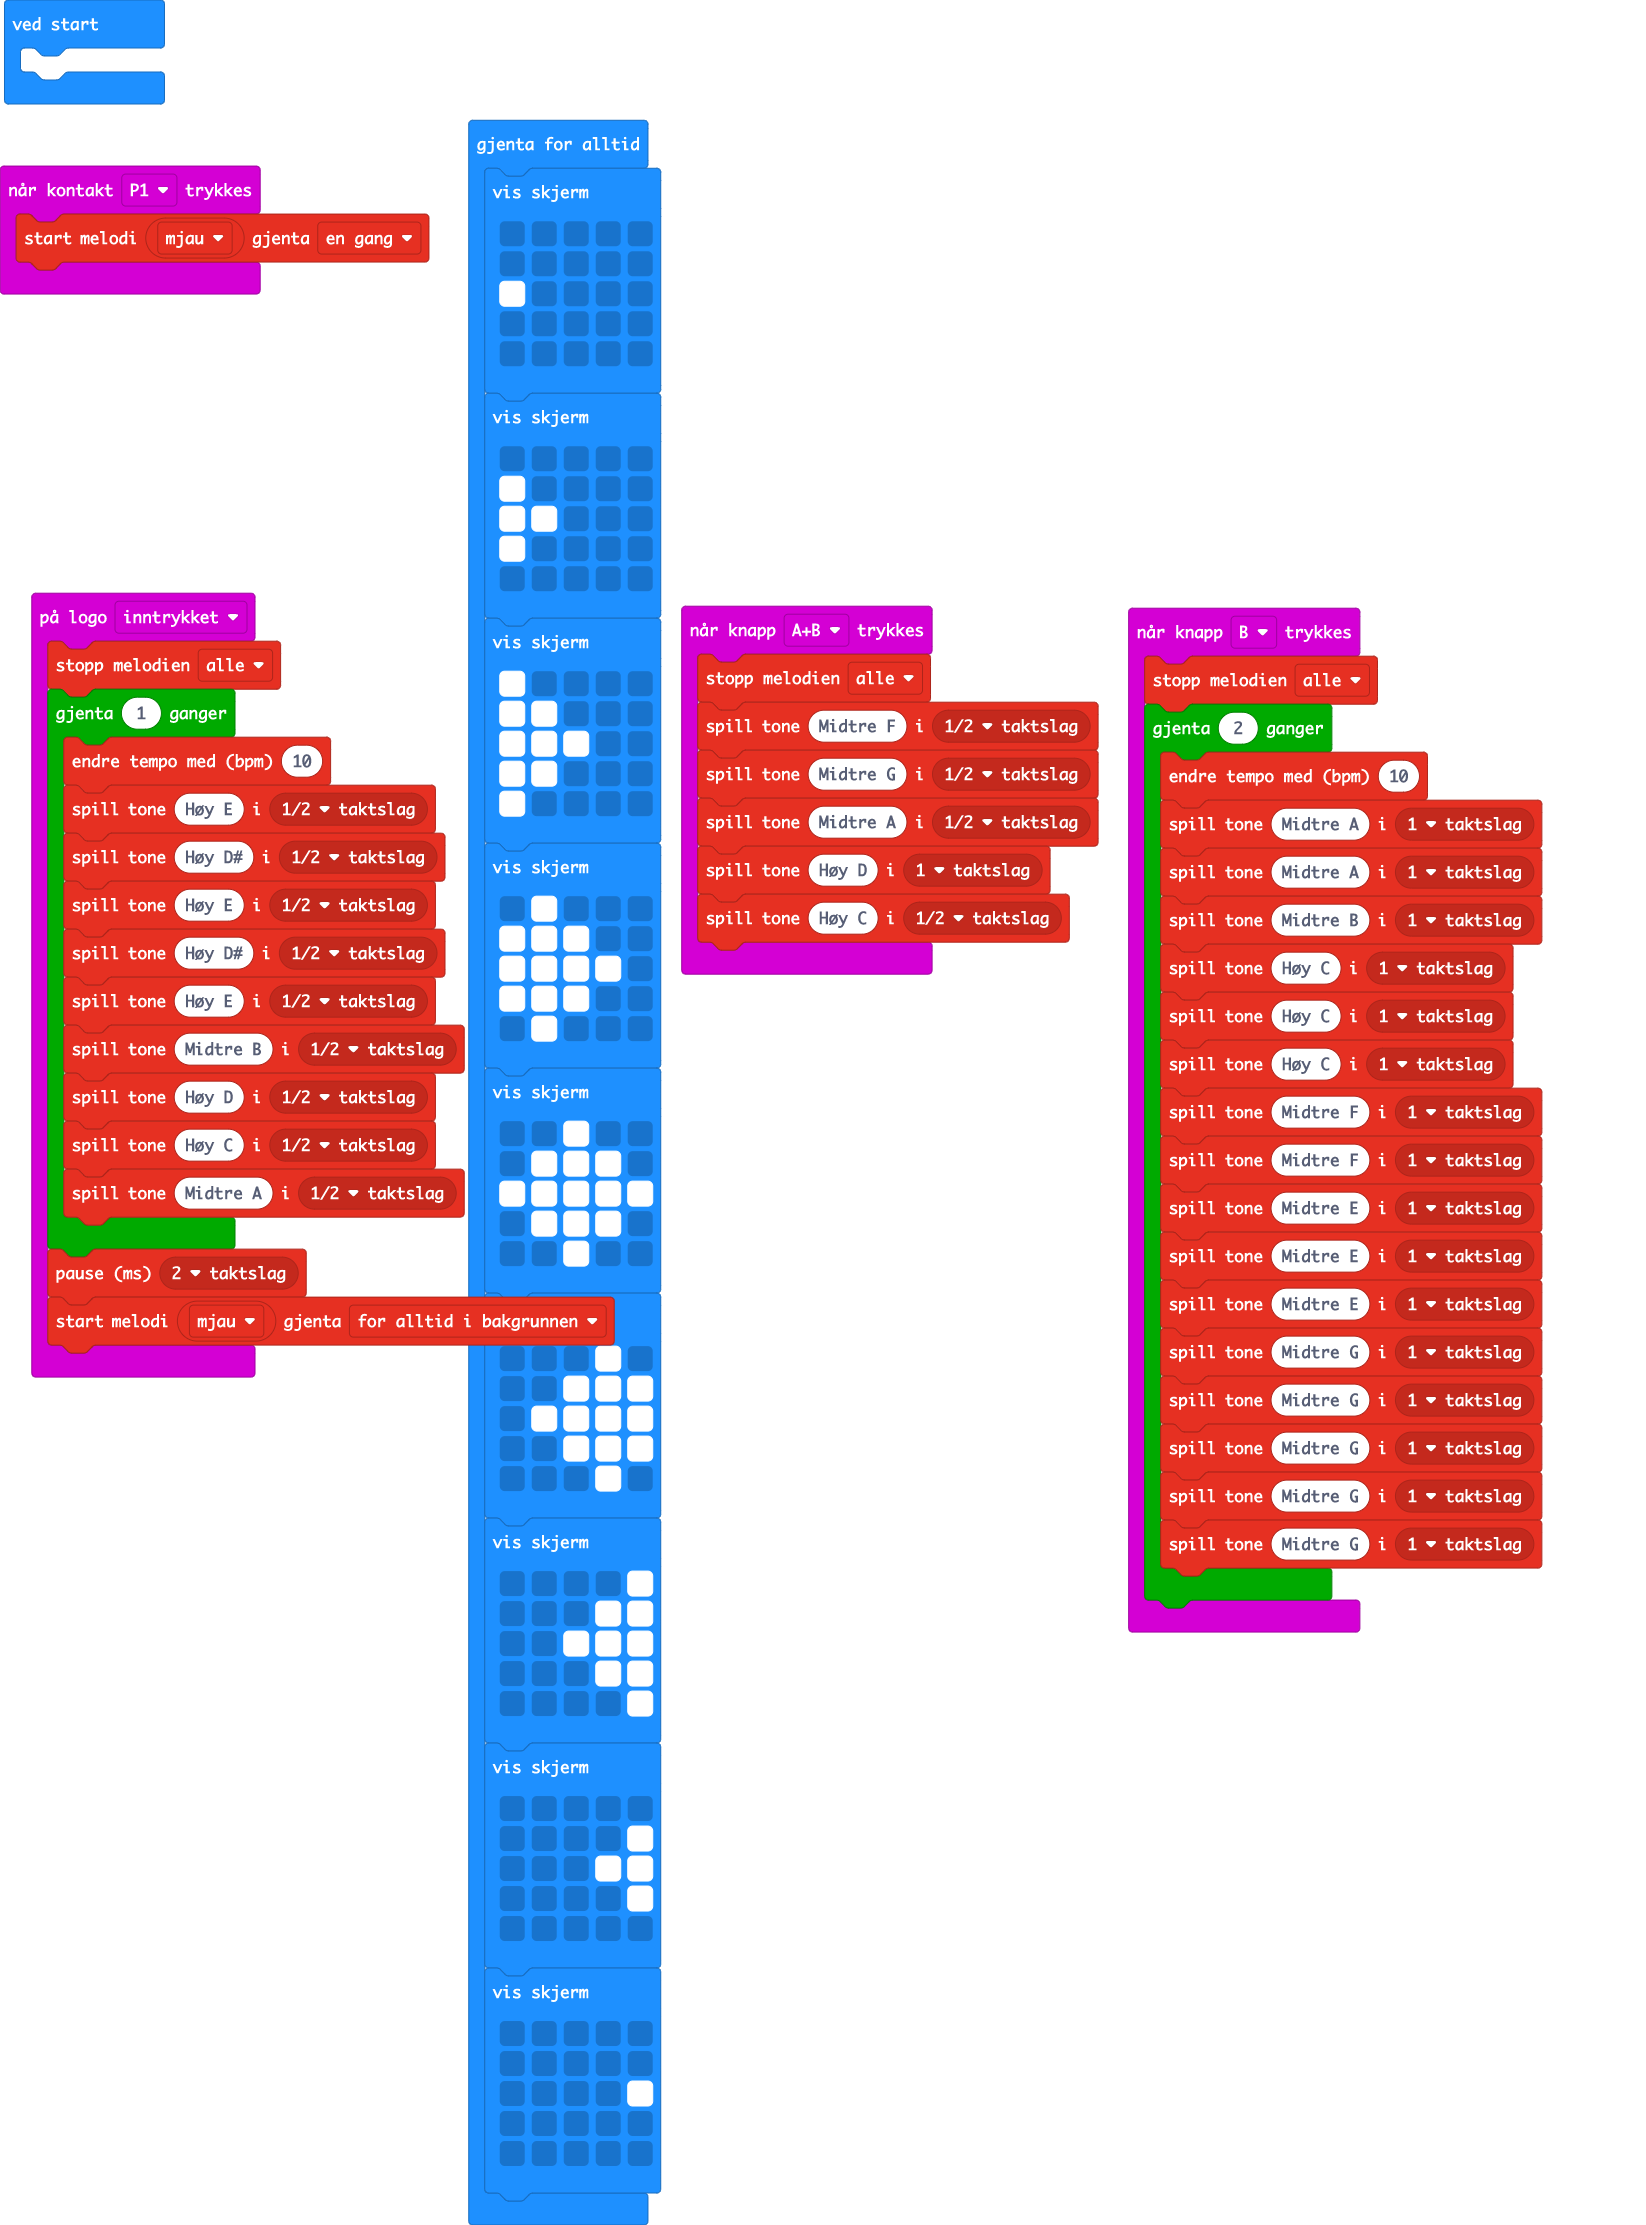 ved start
når kontakt P1 trykkes
start melodi mjau gjenta en gang
på logo inntrykket
stopp melodien alle
gjenta 1 ganger
endre tempo med (bpm) 10
spill tone Høy E i 1/2 taktslag
spill tone Høy D# i 1/2 taktslag
spill tone Høy E i 1/2 taktslag
spill tone Høy D# i 1/2 taktslag
spill tone Høy E i 1/2 taktslag
spill tone Midtre B i 1/2 taktslag
spill tone Høy D i 1/2 taktslag
spill tone Høy C i 1/2 taktslag
spill tone Midtre A i 1/2 taktslag
pause (ms) 2 taktslag
start melodi mjau gjenta for alltid i bakgrunnen
gjenta for alltid
vis skjerm
vis skjerm
vis skjerm
vis skjerm
vis skjerm
vis skjerm
vis skjerm
vis skjerm
når knapp A+B trykkes
stopp melodien alle
spill tone Midtre F i 1/2 taktslag
spill tone Midtre G i 1/2 taktslag
spill tone Midtre A i 1/2 taktslag
spill tone Høy D i 1 taktslag
spill tone Høy C i 1/2 taktslag
når knapp B trykkes
stopp melodien alle
gjenta 2 ganger
endre tempo med (bpm) 10
spill tone Midtre A i 1 taktslag
spill tone Midtre A i 1 taktslag
spill tone Midtre B i 1 taktslag
spill tone Høy C i 1 taktslag
spill tone Høy C i 1 taktslag
spill tone Høy C i 1 taktslag
spill tone Midtre F i 1 taktslag
spill tone Midtre F i 1 taktslag
spill tone Midtre E i 1 taktslag
spill tone Midtre E i 1 taktslag
spill tone Midtre E i 1 taktslag
spill tone Midtre G i 1 taktslag
spill tone Midtre G i 1 taktslag
spill tone Midtre G i 1 taktslag
spill tone Midtre G i 1 taktslag
spill tone Midtre G i 1 taktslag